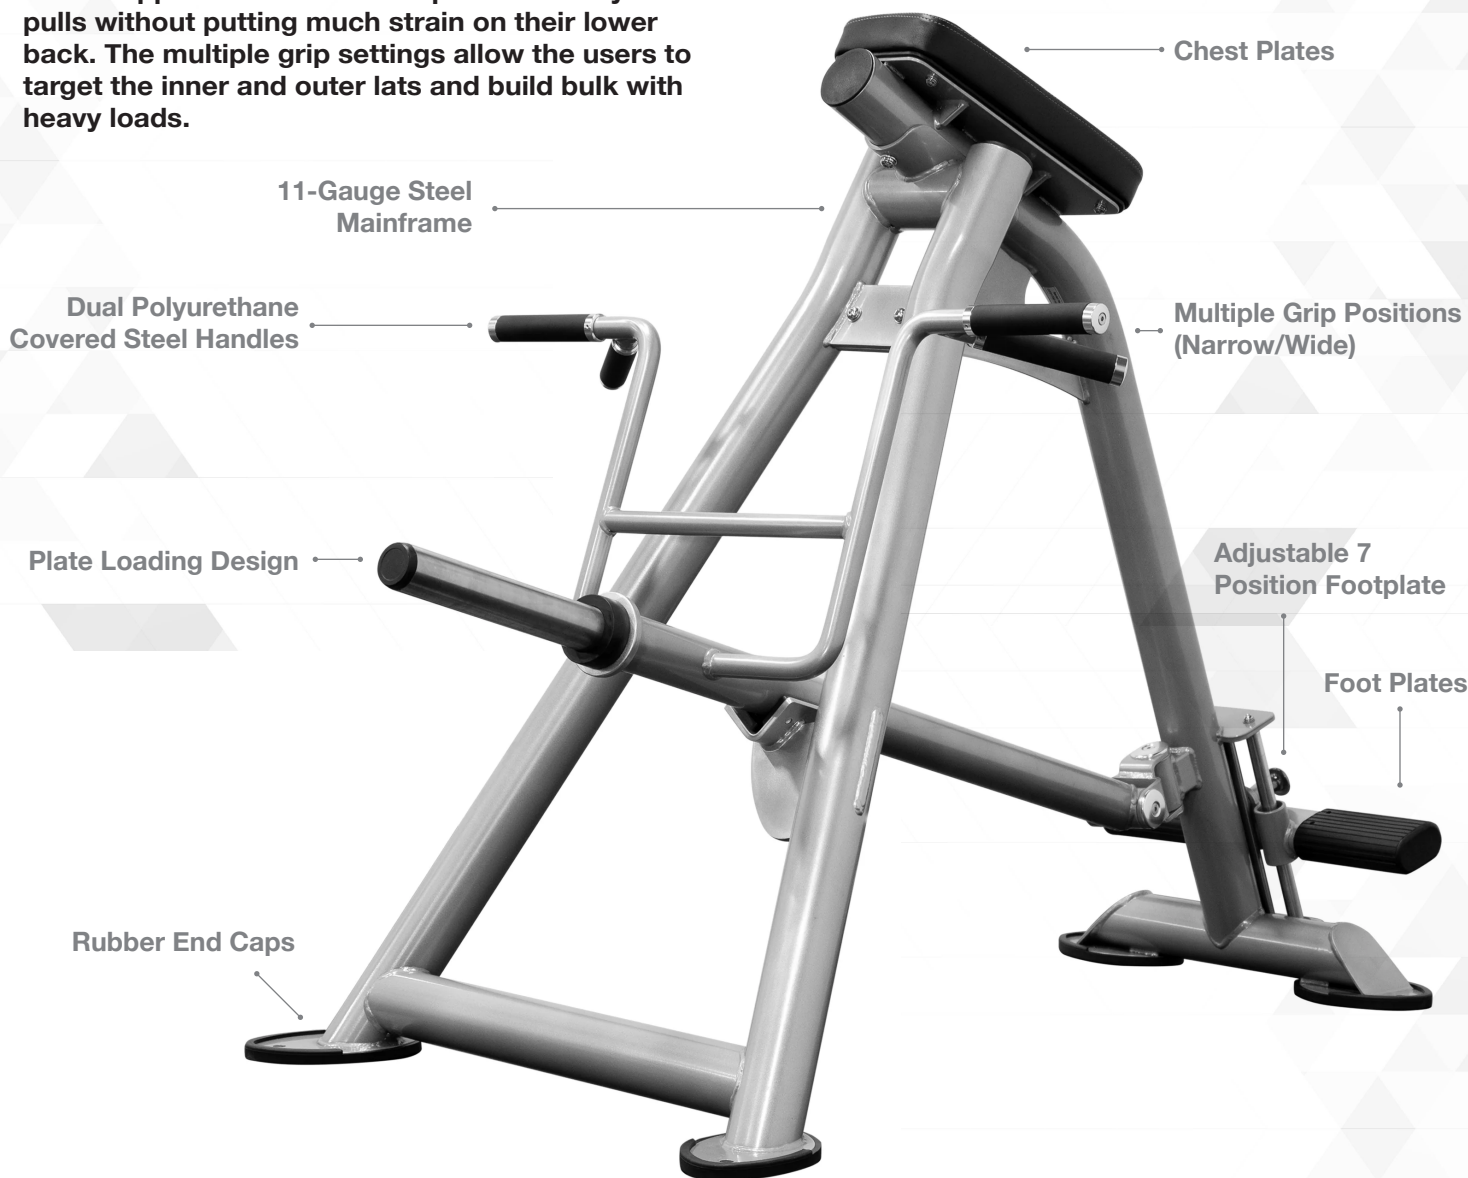 pulls without putting much strain on their lower
back. The multiple grip settings allow the users to
target the inner and outer lats and build bulk with
heavy loads.
Chest Plates
11-Gauge Steel
Mainframe
Dual Polyurethane
Covered Steel Handles
Multiple Grip Positions
(Narrow/Wide)
Plate Loading Design
Adjustable 7
Position Footplate
Foot Plates
Rubber End Caps